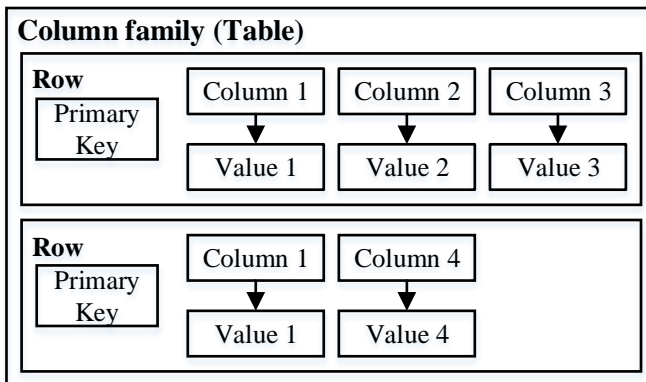 Column family (Table)
Row
Primary
Key
Column 1
Column 2
Column 3
Value 1
Value 2
Value 3
Row
Primary
Key
Column 1
Column 4
Value 1
Value 4